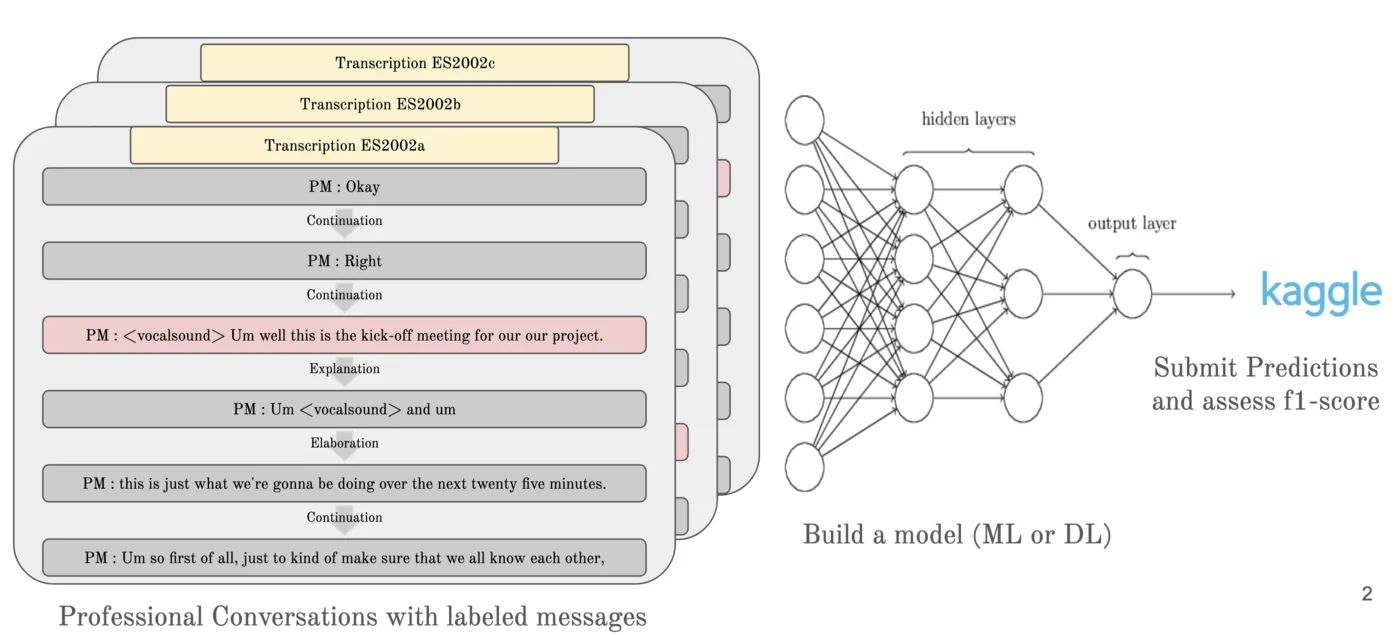 Transcription ES2002c
Transcription ES2002b
Transcription ES2002a
PM : Okay
Continuation
PM : Right
Continuation
PM : <vocalsound> Um well this is the kick-off meeting for our our project.
Explanation
PM : Um <vocalsound> and um
Elaboration
PM : this is just what we're gonna be doing over the next twenty five minutes.
Continuation
PM : Um so first of all, just to kind of make sure that we all know each other,
Professional Conversations with labeled messages
hidden layers
output layer
Build a model (ML or DL)
kaggle
Submit Predictions
and assess f1-score
2